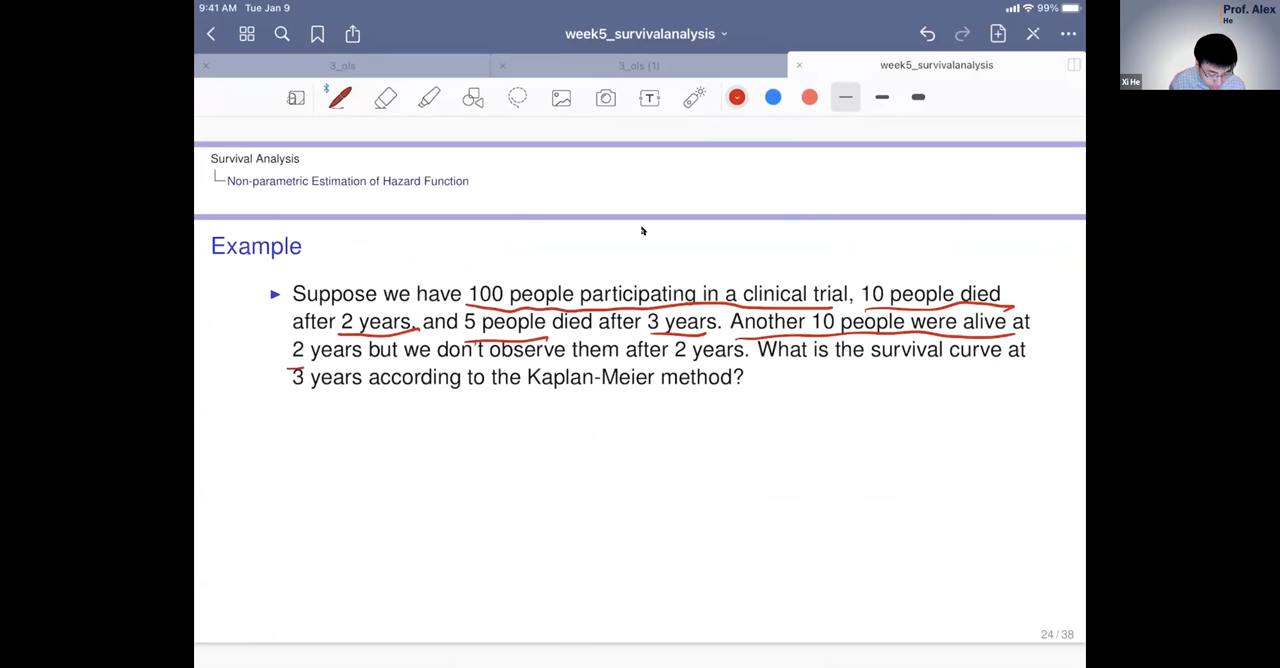 9:41 AM Tue Jan 9
99%
week5_survivalanalysis
3_ols
3_ols (1)
week5_survivalanalysis
Prof. Alex
He
Xi He
Survival Analysis
Non-parametric Estimation of Hazard Function
Example
Suppose we have 100 people participating in a clinical trial, 10 people died
after 2 years, and 5 people died after 3 years. Another 10 people were alive at
2 years but we don't observe them after 2 years. What is the survival curve at
3 years according to the Kaplan-Meier method?
24 / 38